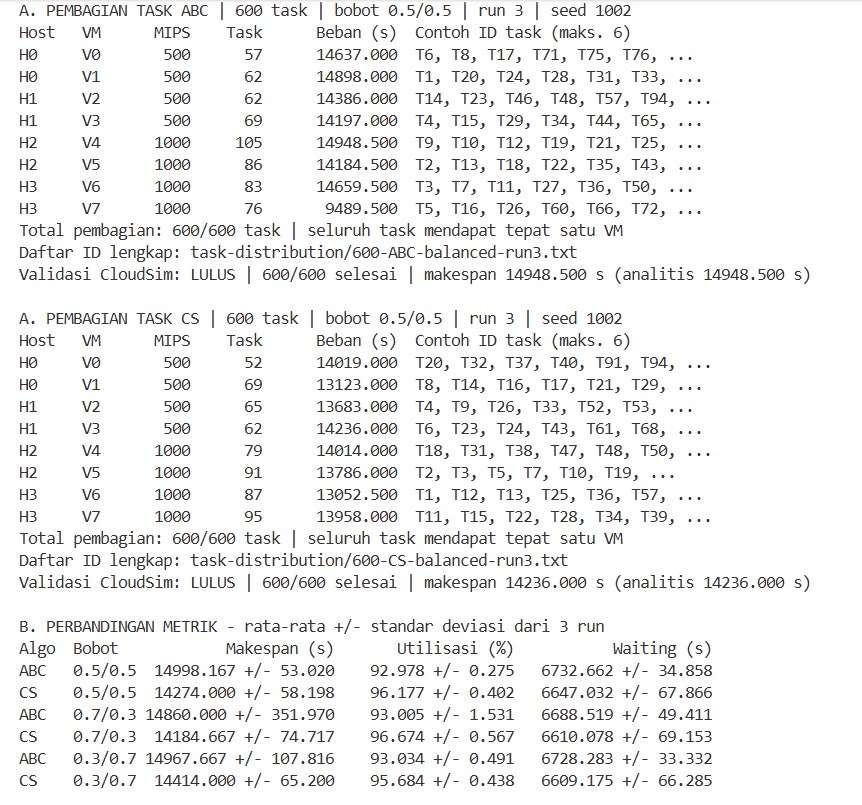 A. PEMBAGIAN TASK ABC | 600 task | bobot 0.5/0.5 | run 3 | seed 1002
Host VM MIPS Task Beban (s) Contoh ID task (maks. 6)
H0 V0 500 57 14637.000 T6, T8, T17, T71, T75, T76, ...
H0 V1 500 62 14898.000 T1, T20, T24, T28, T31, T33, ...
H1 V2 500 62 14386.000 T14, T23, T46, T48, T57, T94, ...
H1 V3 500 69 14197.000 T4, T15, T29, T34, T44, T65, ...
H2 V4 1000 105 14948.500 T9, T10, T12, T19, T21, T25, ...
H2 V5 1000 86 14184.500 T2, T13, T18, T22, T35, T43, ...
H3 V6 1000 83 14659.500 T3, T7, T11, T27, T36, T50, ...
H3 V7 1000 76 9489.500 T5, T16, T26, T60, T66, T72, ...
Total pembagian: 600/600 task | seluruh task mendapat tepat satu VM
Daftar ID lengkap: task-distribution/600-ABC-balanced-run3.txt
Validasi CloudSim: LULUS | 600/600 selesai | makespan 14948.500 s (analitis 14948.500 s)
A. PEMBAGIAN TASK CS | 600 task | bobot 0.5/0.5 | run 3 | seed 1002
Host VM MIPS Task Beban (s) Contoh ID task (maks. 6)
H0 V0 500 52 14019.000 T20, T32, T37, T40, T91, T94, ...
H0 V1 500 69 13123.000 T8, T14, T16, T17, T21, T29, ...
H1 V2 500 65 13683.000 T4, T9, T26, T33, T52, T53, ...
H1 V3 500 62 14236.000 T6, T23, T24, T43, T61, T68, ...
H2 V4 1000 79 14014.000 T18, T31, T38, T47, T48, T50, ...
H2 V5 1000 91 13786.000 T2, T3, T5, T7, T10, T19, ...
H3 V6 1000 87 13052.500 T1, T12, T13, T25, T36, T57, ...
H3 V7 1000 95 13958.000 T11, T15, T22, T28, T34, T39, ...
Total pembagian: 600/600 task | seluruh task mendapat tepat satu VM
Daftar ID lengkap: task-distribution/600-CS-balanced-run3.txt
Validasi CloudSim: LULUS | 600/600 selesai | makespan 14236.000 s (analitis 14236.000 s)
B. PERBANDINGAN METRIK - rata-rata +/- standar deviasi dari 3 run
Algo Bobot Makespan (s) Utilisasi (%) Waiting (s)
ABC 0.5/0.5 14998.167 +/- 53.020 92.978 +/- 0.275 6732.662 +/- 34.858
CS 0.5/0.5 14274.000 +/- 58.198 96.177 +/- 0.402 6647.032 +/- 67.866
ABC 0.7/0.3 14860.000 +/- 351.970 93.005 +/- 1.531 6688.519 +/- 49.411
CS 0.7/0.3 14184.667 +/- 74.717 96.674 +/- 0.567 6610.078 +/- 69.153
ABC 0.3/0.7 14967.667 +/- 107.816 93.034 +/- 0.491 6728.283 +/- 33.332
CS 0.3/0.7 14414.000 +/- 65.200 95.684 +/- 0.438 6609.175 +/- 66.285